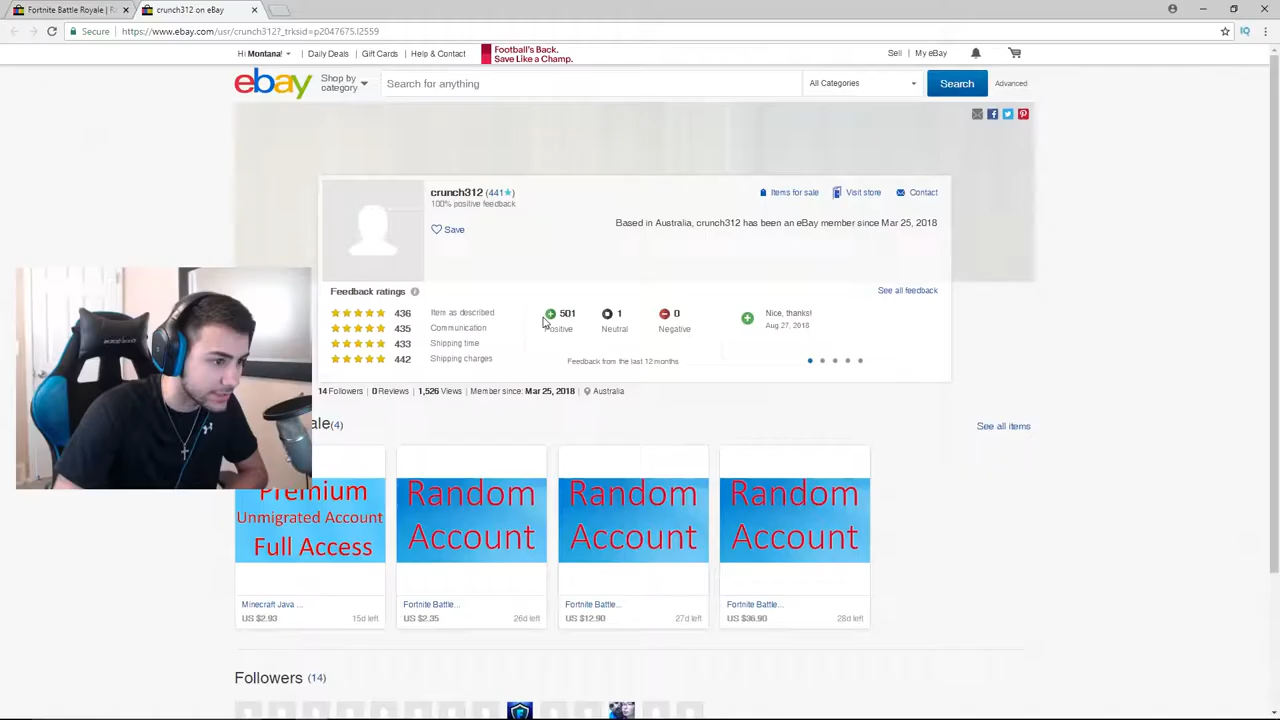 Fortnite Battle Royale |
crunch312 on eBay
Secure
https://www.ebay.com/usr/crunch312?_trksid=p2047675.l2559
Hi Montana!
Daily Deals
Gift Cards
Help & Contact
Football's Back.
Save Like a Champ.
Sell
My eBay
ebay
Shop by
category
Search for anything
All Categories
Search
Advanced
crunch312 (441)
100% positive feedback
Save
Items for sale
Visit store
Contact
Based in Australia, crunch312 has been an eBay member since Mar 25, 2018
Feedback ratings
See all feedback
436 Item as described
435 Communication
433 Shipping time
442 Shipping charges
501
ositive
1
Neutral
0
Negative
Feedback from the last 12 months
Nice, thanks!
Aug 27, 2018
14 Followers | 0 Reviews | 1,526 Views | Member since: Mar 25, 2018 | Australia
ale(4)
See all items
Premium
Unmigrated Account
Full Access
Random
Account
Random
Account
Random
Account
Minecraft Java ...
US $2.93
15d left
Fortnite Battle...
US $2.35
26d left
Fortnite Battle...
US $12.90
27d left
Fortnite Battle...
US $36.90
28d left
Followers (14)